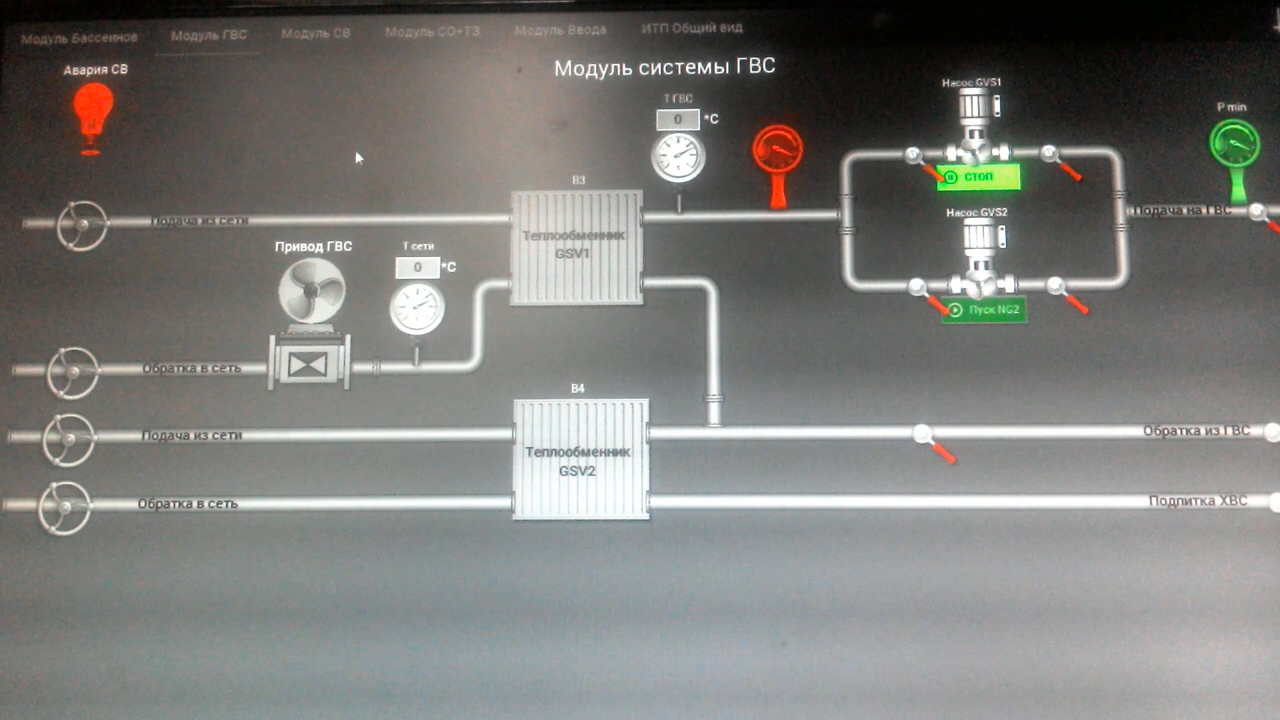 Модуль Бассейнов
Модуль ГВС
Модуль СВ
Модуль СО+ТЗ
Модуль Ввода
ИТП Общий вид
Модуль системы ГВС
Авария СВ
Т ГВС
0 °C
Насос GVS1
P min
СТОП
B3
Подача из сети
Теплообменник
GSV1
Подача на ГВС
Насос GVS2
Привод ГВС
Т сети
0 °C
Пуск NG2
Обратка в сеть
B4
Подача из сети
Обратка из ГВС
Теплообменник
GSV2
Обратка в сеть
Подпитка ХВС